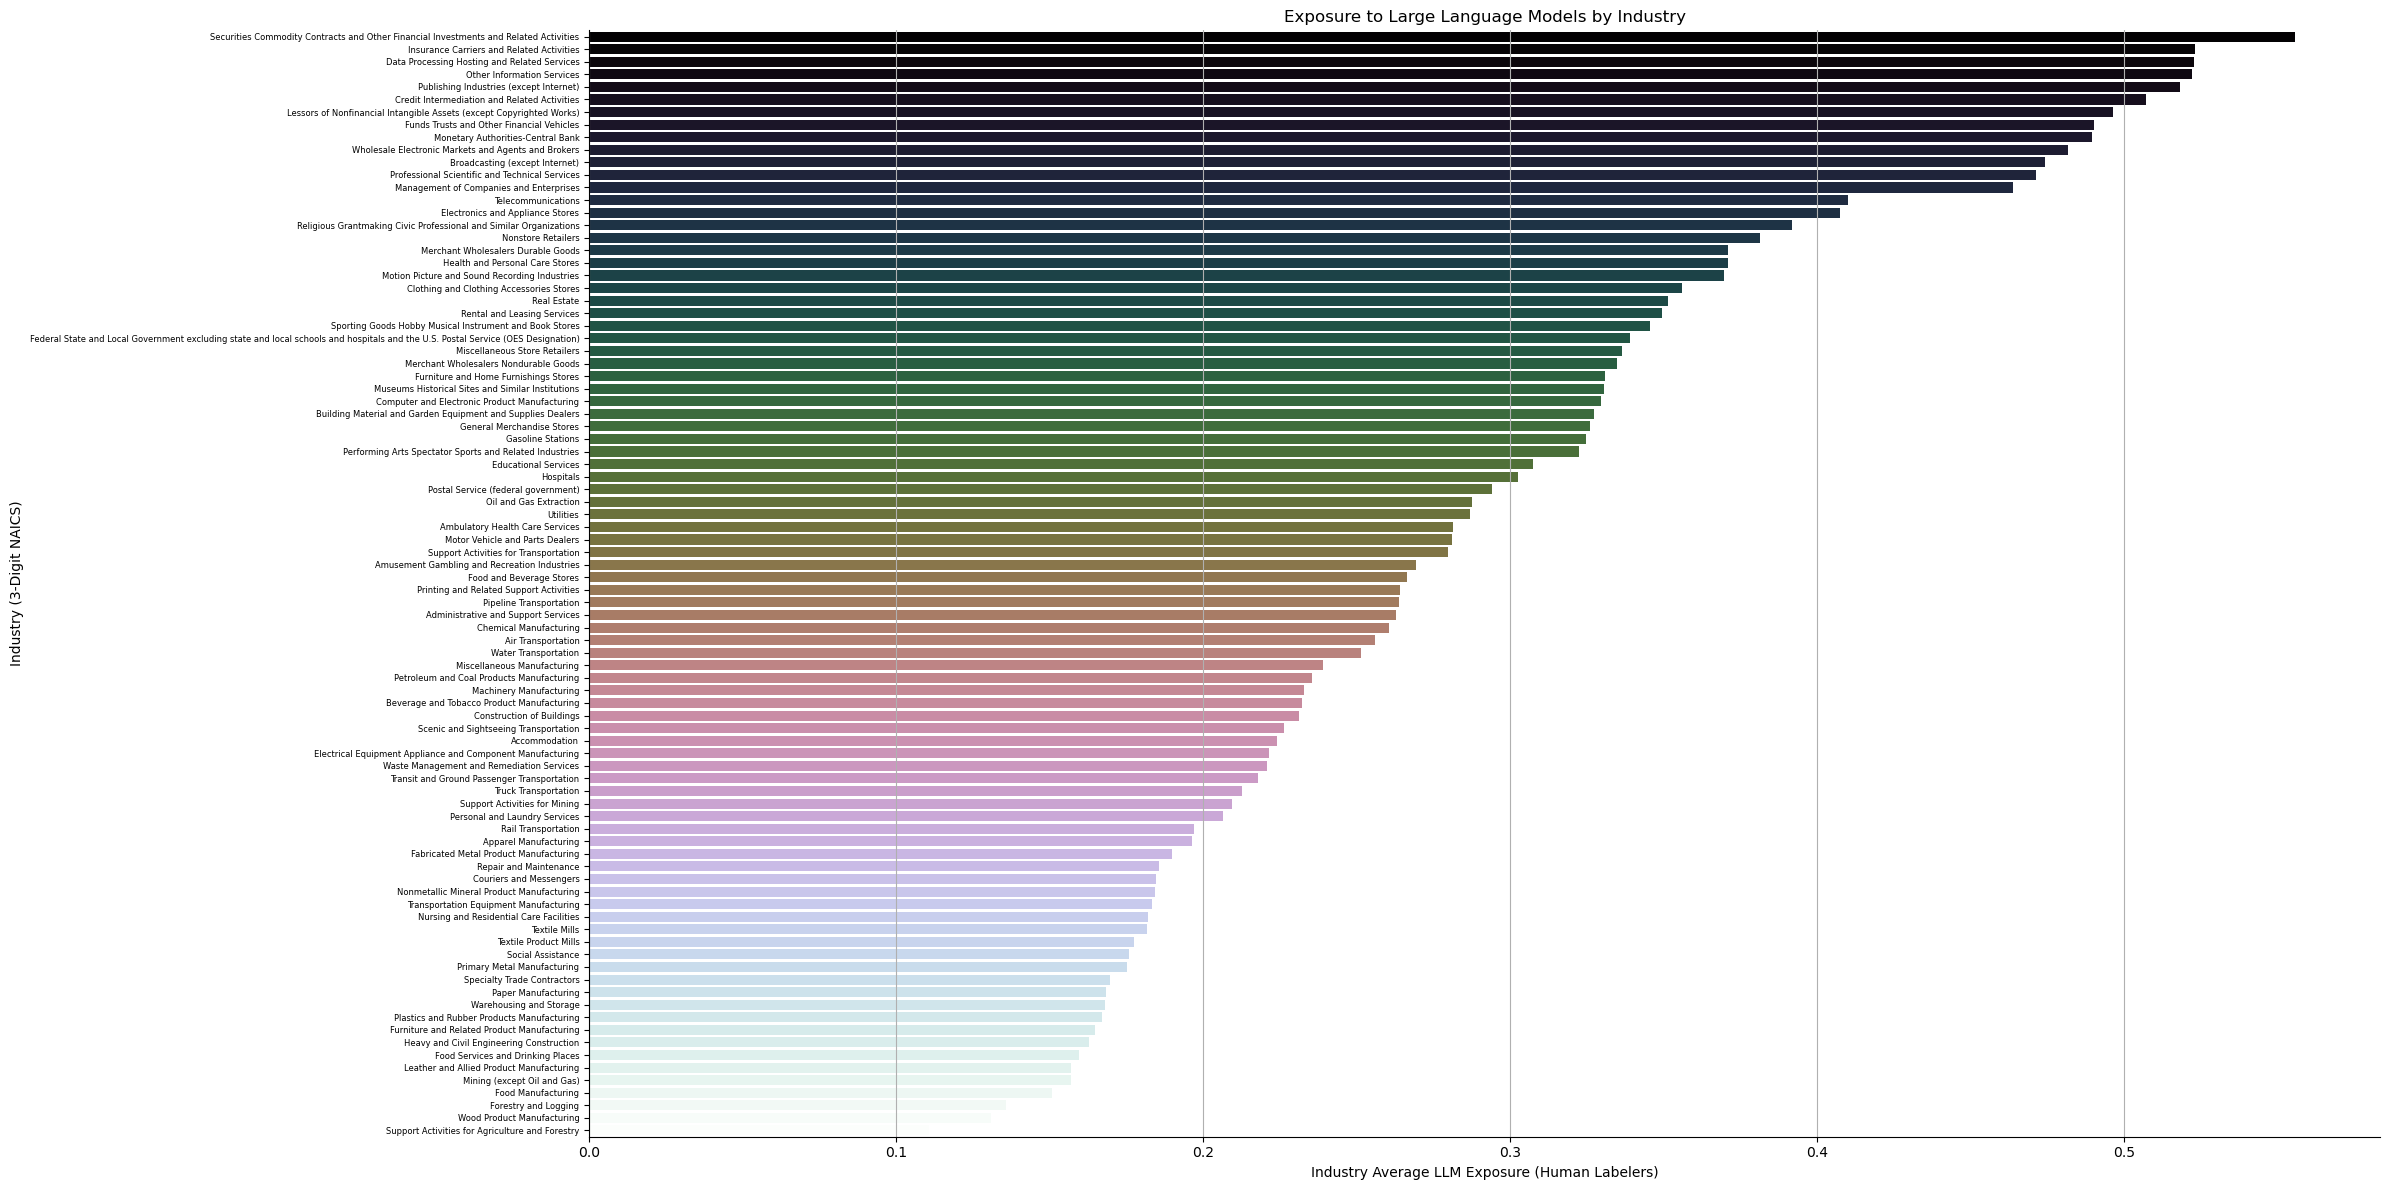 Exposure to Large Language Models by Industry
Securities Commodity Contracts and Other Financial Investments and Related Activities
Insurance Carriers and Related Activities
Data Processing Hosting and Related Services
Other Information Services
Publishing Industries (except Internet)
Credit Intermediation and Related Activities
Lessors of Nonfinancial Intangible Assets (except Copyrighted Works)
Funds Trusts and Other Financial Vehicles
Monetary Authorities-Central Bank
Wholesale Electronic Markets and Agents and Brokers
Broadcasting (except Internet)
Professional Scientific and Technical Services
Management of Companies and Enterprises
Telecommunications
Electronics and Appliance Stores
Religious Grantmaking Civic Professional and Similar Organizations
Nonstore Retailers
Merchant Wholesalers Durable Goods
Health and Personal Care Stores
Motion Picture and Sound Recording Industries
Clothing and Clothing Accessories Stores
Real Estate
Rental and Leasing Services
Sporting Goods Hobby Musical Instrument and Book Stores
Federal State and Local Government excluding state and local schools and hospitals and the U.S. Postal Service (OES Designation)
Miscellaneous Store Retailers
Merchant Wholesalers Nondurable Goods
Furniture and Home Furnishings Stores
Museums Historical Sites and Similar Institutions
Computer and Electronic Product Manufacturing
Building Material and Garden Equipment and Supplies Dealers
General Merchandise Stores
Gasoline Stations
Performing Arts Spectator Sports and Related Industries
Educational Services
Hospitals
Postal Service (federal government)
Oil and Gas Extraction
Utilities
Ambulatory Health Care Services
Motor Vehicle and Parts Dealers
Support Activities for Transportation
Amusement Gambling and Recreation Industries
Food and Beverage Stores
Printing and Related Support Activities
Pipeline Transportation
Administrative and Support Services
Chemical Manufacturing
Air Transportation
Water Transportation
Miscellaneous Manufacturing
Petroleum and Coal Products Manufacturing
Machinery Manufacturing
Beverage and Tobacco Product Manufacturing
Construction of Buildings
Scenic and Sightseeing Transportation
Accommodation
Electrical Equipment Appliance and Component Manufacturing
Waste Management and Remediation Services
Transit and Ground Passenger Transportation
Truck Transportation
Support Activities for Mining
Personal and Laundry Services
Rail Transportation
Apparel Manufacturing
Fabricated Metal Product Manufacturing
Repair and Maintenance
Couriers and Messengers
Nonmetallic Mineral Product Manufacturing
Transportation Equipment Manufacturing
Nursing and Residential Care Facilities
Textile Mills
Textile Product Mills
Social Assistance
Primary Metal Manufacturing
Specialty Trade Contractors
Paper Manufacturing
Warehousing and Storage
Plastics and Rubber Products Manufacturing
Furniture and Related Product Manufacturing
Heavy and Civil Engineering Construction
Food Services and Drinking Places
Leather and Allied Product Manufacturing
Mining (except Oil and Gas)
Food Manufacturing
Forestry and Logging
Wood Product Manufacturing
Support Activities for Agriculture and Forestry
Industry (3-Digit NAICS)
0.0 0.1 0.2 0.3 0.4 0.5
Industry Average LLM Exposure (Human Labelers)